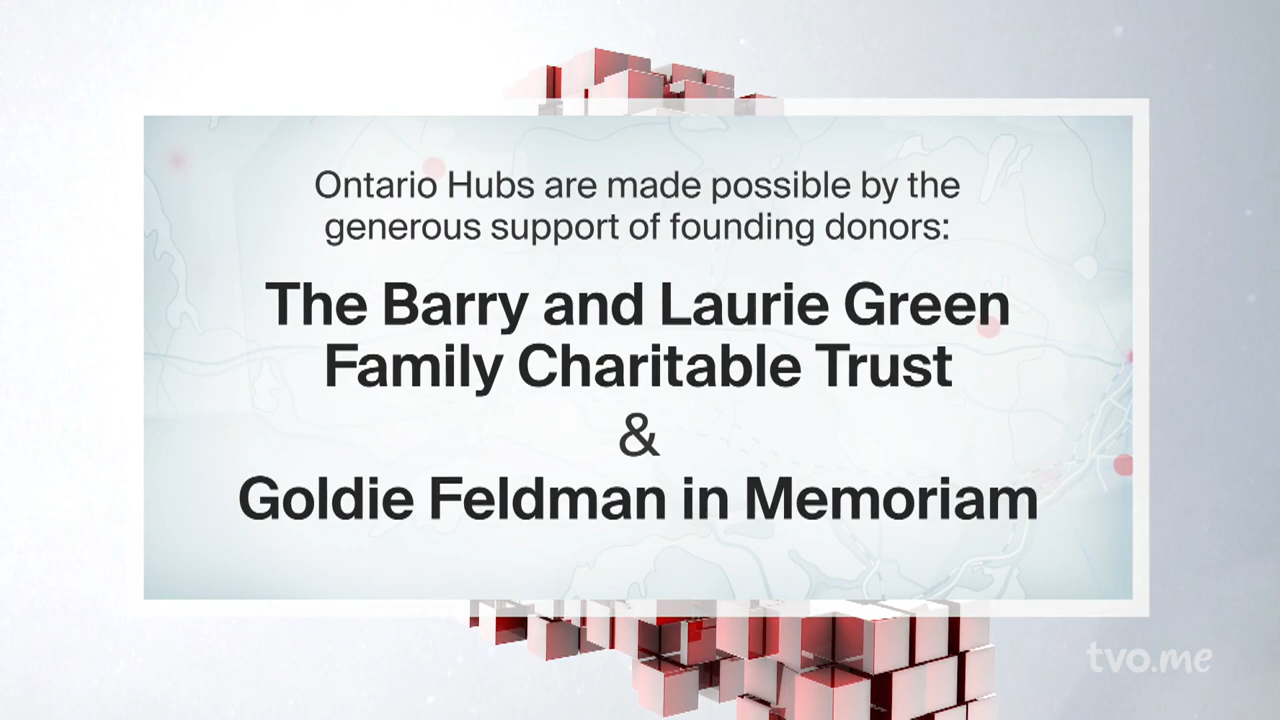 Ontario Hubs are made possible by the
generous support of founding donors:
The Barry and Laurie Green
Family Charitable Trust
&
Goldie Feldman in Memoriam
tvo.me